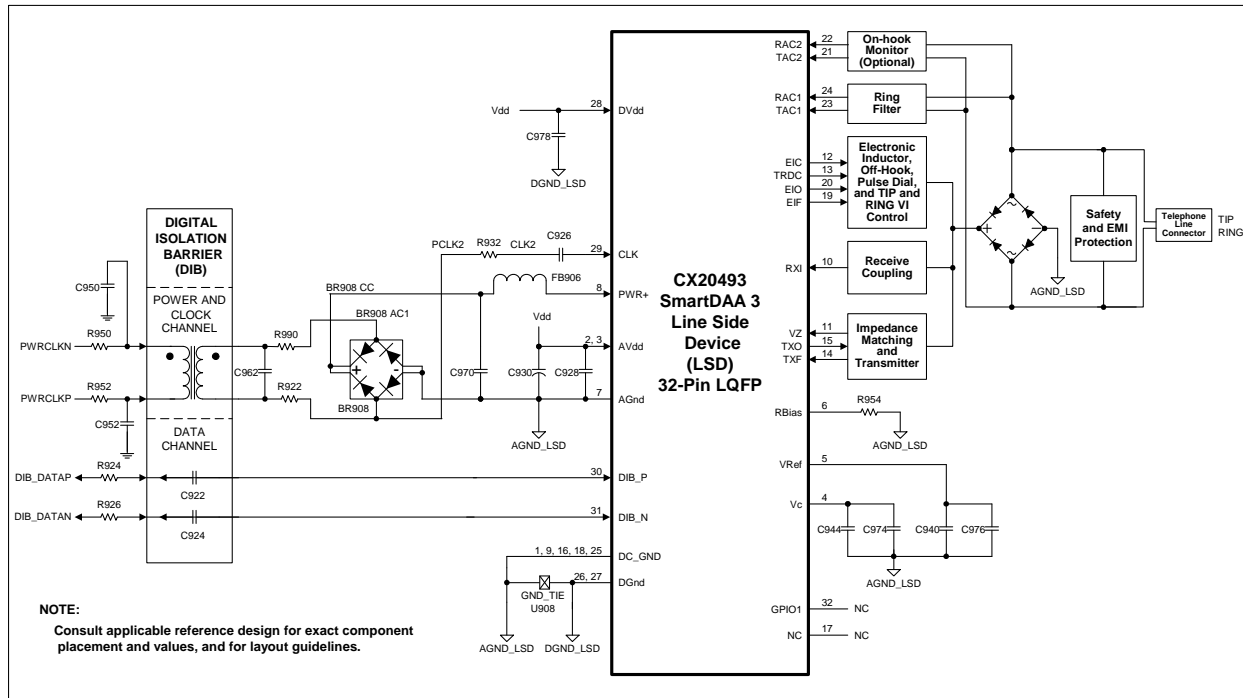 RAC2
22
TAC2
21
On-hook
Monitor
(Optional)
RAC1
24
TAC1
23
Ring
Filter
Vdd
28
DVdd
C978
DGND_LSD
EIC
12
TRDC
13
EIO
20
EIF
19
Electronic
Inductor,
Off-Hook,
Pulse Dial,
and TIP and
RING VI
Control
Safety
and EMI
Protection
Telephone
Line
Connector
TIP
RING
AGND_LSD
RXI
10
Receive
Coupling
VZ
11
TXO
15
TXF
14
Impedance
Matching
and
Transmitter
CX20493
SmartDAA 3
Line Side
Device
(LSD)
32-Pin LQFP
DIGITAL
ISOLATION
BARRIER
(DIB)
POWER AND
CLOCK
CHANNEL
DATA
CHANNEL
C950
R950
PWRCLKN
R952
PWRCLKP
C952
R990
C962
R922
BR908 CC
BR908 AC1
BR908
PCLK2
R932
CLK2
C926
29
CLK
FB906
8
PWR+
Vdd
2, 3
AVdd
C970
C930
C928
7
AGnd
AGND_LSD
RBias
6
R954
AGND_LSD
VRef
5
Vc
4
C944
C974
C940
C976
AGND_LSD
R924
DIB_DATAP
C922
30
DIB_P
R926
DIB_DATAN
C924
31
DIB_N
1, 9, 16, 18, 25
DC_GND
26, 27
DGnd
GND_TIE
U908
AGND_LSD
DGND_LSD
GPIO1
32
NC
NC
17
NC
NOTE:
Consult applicable reference design for exact component
placement and values, and for layout guidelines.